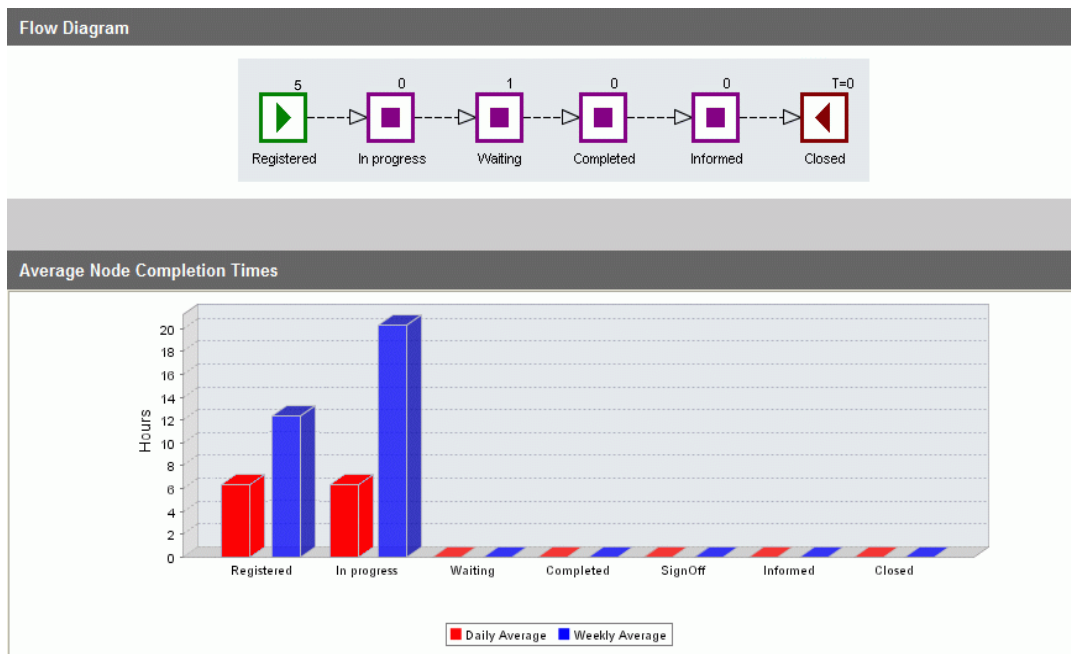 Flow Diagram
5 0 1 0 0 T=0
Registered In progress Waiting Completed Informed Closed
Average Node Completion Times
Hours
20
18
16
14
12
10
8
6
4
2
0
Registered In progress Waiting Completed SignOff Informed Closed
Daily Average Weekly Average